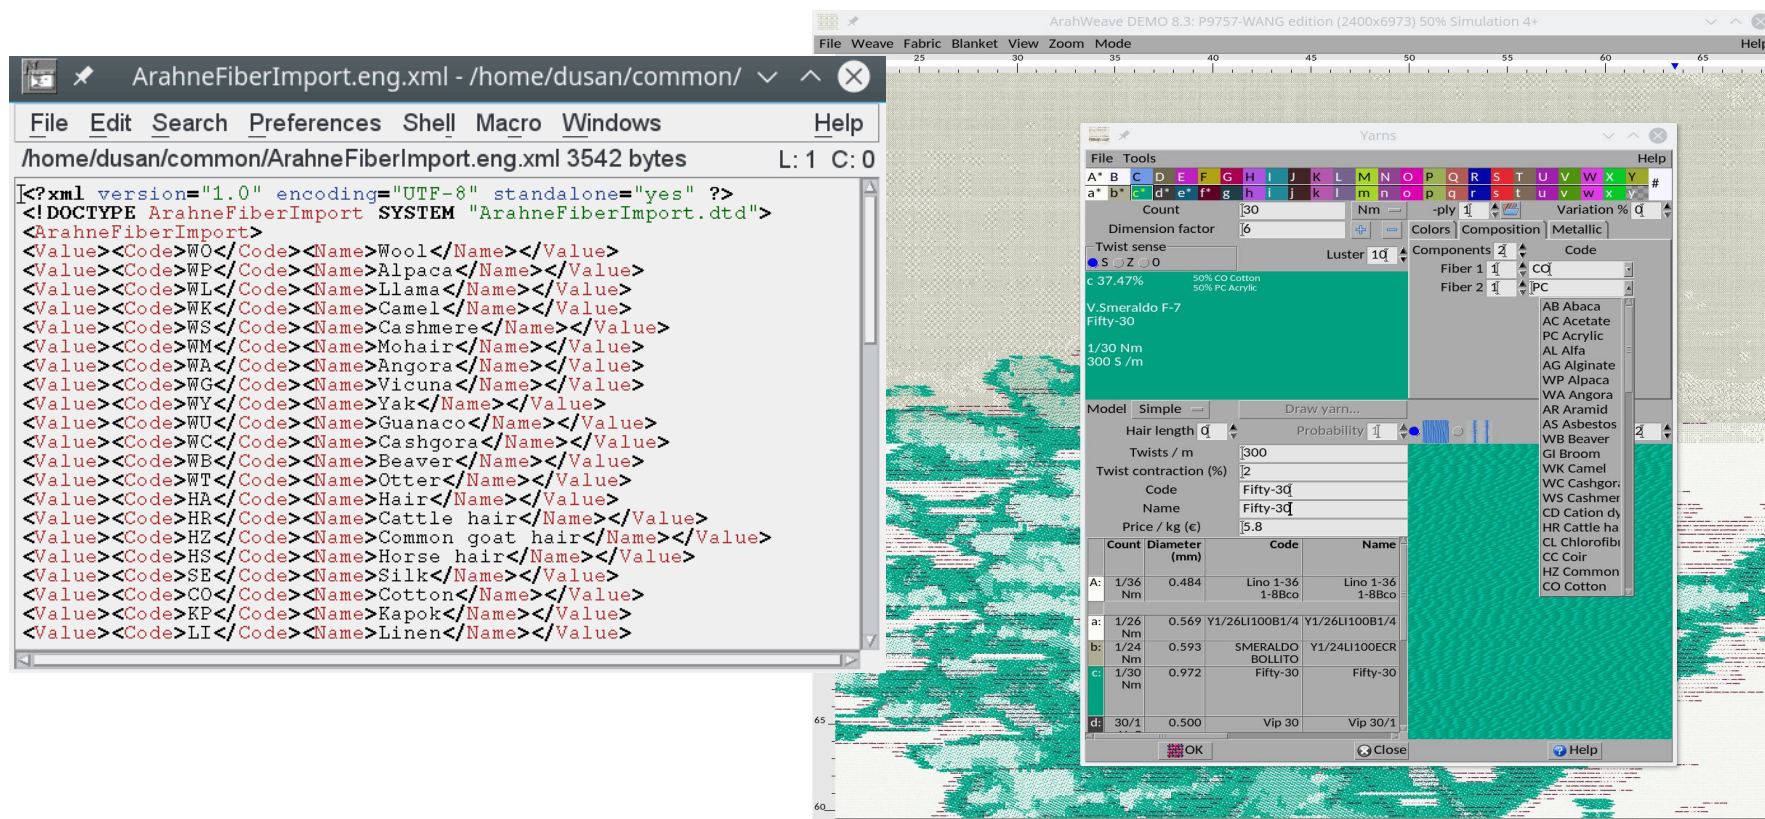 ArahWeave DEMO 8.3: P9757-WANG edition (2400x6973) 50% Simulation 4+
File Weave Fabric Blanket View Zoom Mode Help
25 30 35 40 45 50 55 60 65
ArahneFiberImport.eng.xml - /home/dusan/common/
File Edit Search Preferences Shell Macro Windows Help
/home/dusan/common/ArahneFiberImport.eng.xml 3542 bytes L: 1 C: 0
<?xml version="1.0" encoding="UTF-8" standalone="yes" ?>
<!DOCTYPE ArahneFiberImport SYSTEM "ArahneFiberImport.dtd">
<ArahneFiberImport>
<Value><Code>WO</Code><Name>Wool</Name></Value>
<Value><Code>WP</Code><Name>Alpaca</Name></Value>
<Value><Code>WL</Code><Name>Llama</Name></Value>
<Value><Code>WK</Code><Name>Camel</Name></Value>
<Value><Code>WS</Code><Name>Cashmere</Name></Value>
<Value><Code>WM</Code><Name>Mohair</Name></Value>
<Value><Code>WA</Code><Name>Angora</Name></Value>
<Value><Code>WG</Code><Name>Vicuna</Name></Value>
<Value><Code>WY</Code><Name>Yak</Name></Value>
<Value><Code>WU</Code><Name>Guanaco</Name></Value>
<Value><Code>WC</Code><Name>Cashgora</Name></Value>
<Value><Code>WB</Code><Name>Beaver</Name></Value>
<Value><Code>WT</Code><Name>Otter</Name></Value>
<Value><Code>HA</Code><Name>Hair</Name></Value>
<Value><Code>HR</Code><Name>Cattle hair</Name></Value>
<Value><Code>HZ</Code><Name>Common goat hair</Name></Value>
<Value><Code>HS</Code><Name>Horse hair</Name></Value>
<Value><Code>SE</Code><Name>Silk</Name></Value>
<Value><Code>CO</Code><Name>Cotton</Name></Value>
<Value><Code>KP</Code><Name>Kapok</Name></Value>
<Value><Code>LI</Code><Name>Linen</Name></Value>
Yarns
File Tools Help
A* B C D E F G H I J K L M N O P Q R S T U V W X Y #
a* b* c* d* e* f* g h i j k l m n o p q r s t u v w x y
Count 30 Nm -ply 1 Variation % 0
Dimension factor 6 Colors Composition Metallic
Twist sense
S Z 0 Luster 10
Components 2 Code
Fiber 1 1 CO
Fiber 2 1 PC
c 37.47% 50% CO Cotton
50% PC Acrylic
V.Smeraldo F-7
Fifty-30
1/30 Nm
300 S /m
AB Abaca
AC Acetate
PC Acrylic
AL Alfa
AG Alginate
WP Alpaca
WA Angora
AR Aramid
AS Asbestos
WB Beaver
GI Broom
WK Camel
WC Cashgora
WS Cashmer
CD Cation dy
HR Cattle ha
CL Chlorofib
CC Coir
HZ Common
CO Cotton
Model Simple Draw yarn...
Hair length 0 Probability 1 2
Twists / m 300
Twist contraction (%) 2
Code Fifty-30
Name Fifty-30
Price / kg (€) 5.8
Count Diameter (mm) Code Name
A: 1/36 Nm 0.484 Lino 1-36 1-8Bco Lino 1-36 1-8Bco
a: 1/26 Nm 0.569 Y1/26LI100B1/4 Y1/26LI100B1/4
b: 1/24 Nm 0.593 SMERALDO BOLLITO Y1/24LI100ECR
c: 1/30 Nm 0.972 Fifty-30 Fifty-30
d: 30/1 0.500 Vip 30 Vip 30/1
OK Close Help
65
60